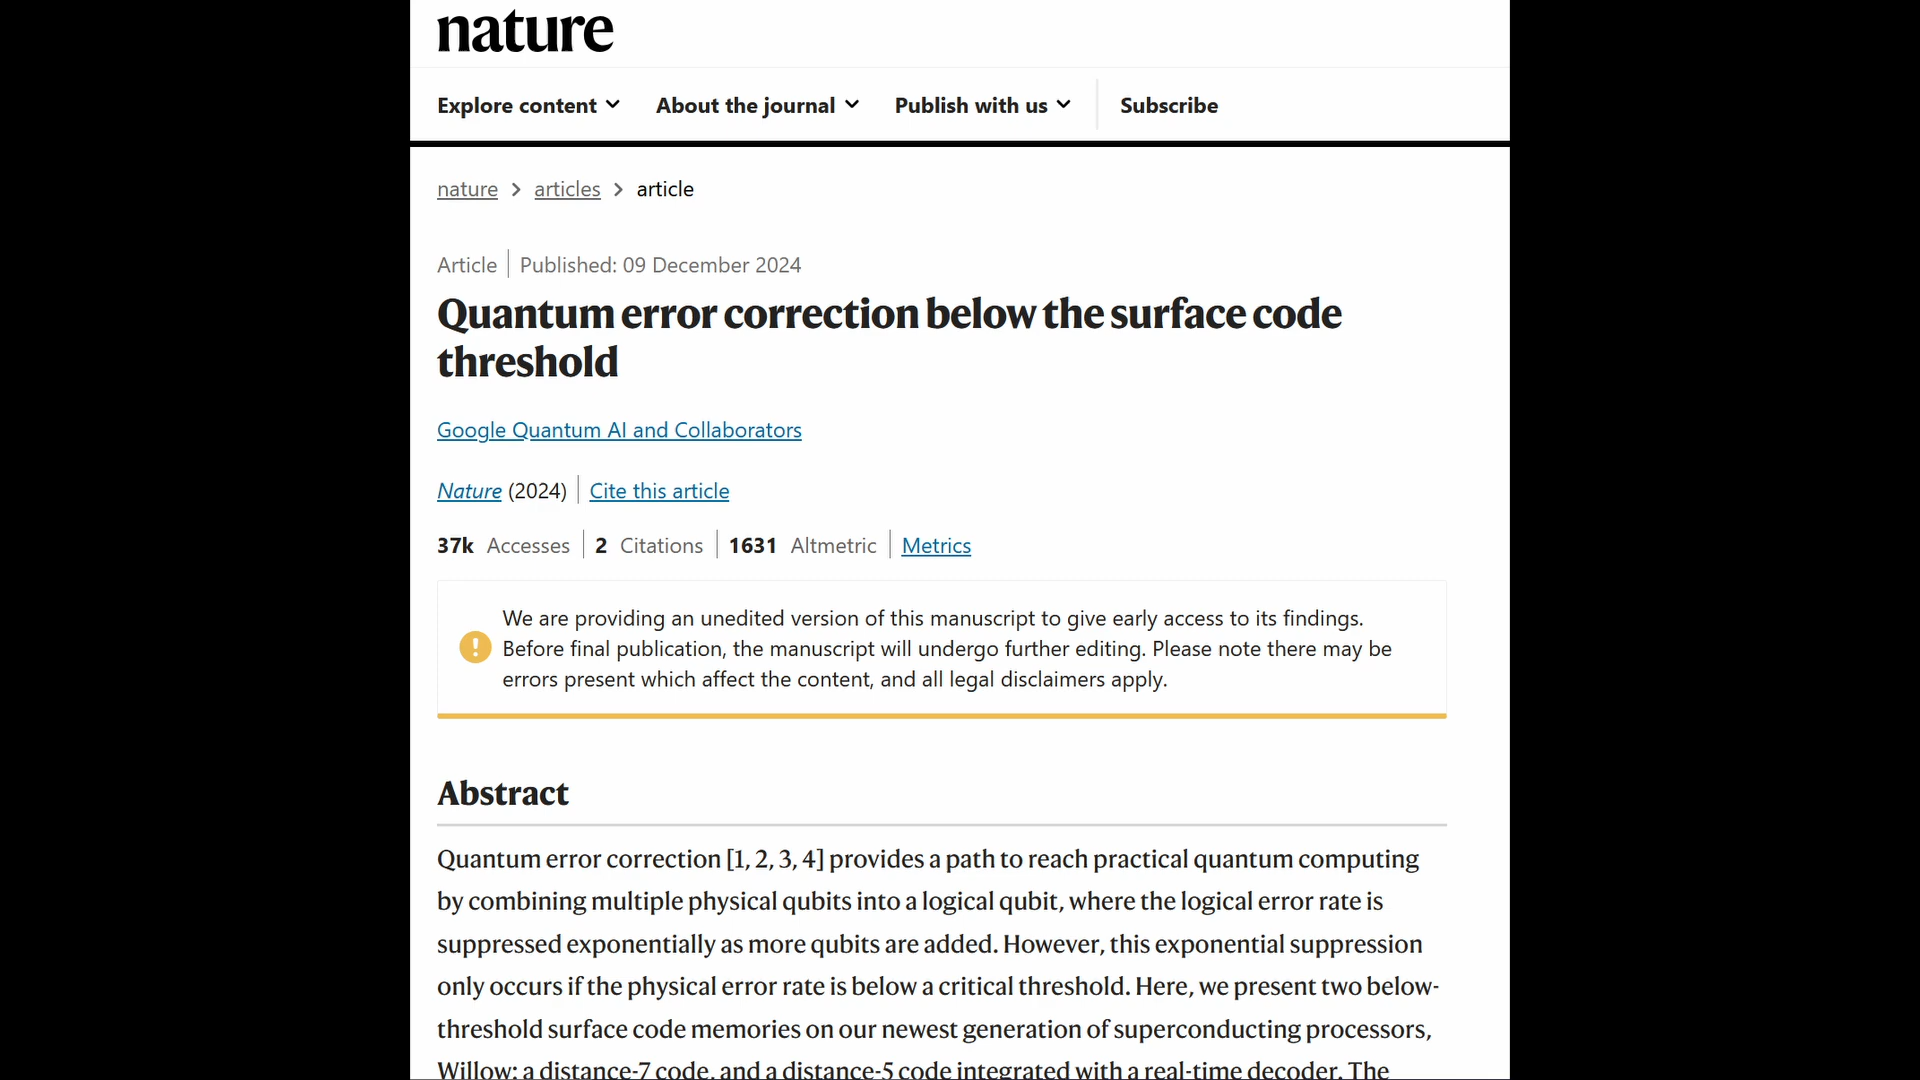 nature
Explore content About the journal Publish with us Subscribe
nature > articles > article
Article Published: 09 December 2024
Quantum error correction below the surface code
threshold
Google Quantum AI and Collaborators
Nature (2024) Cite this article
37k Accesses 2 Citations 1631 Altmetric Metrics
We are providing an unedited version of this manuscript to give early access to its findings.
Before final publication, the manuscript will undergo further editing. Please note there may be
errors present which affect the content, and all legal disclaimers apply.
Abstract
Quantum error correction [1, 2, 3, 4] provides a path to reach practical quantum computing
by combining multiple physical qubits into a logical qubit, where the logical error rate is
suppressed exponentially as more qubits are added. However, this exponential suppression
only occurs if the physical error rate is below a critical threshold. Here, we present two below-
threshold surface code memories on our newest generation of superconducting processors,
Willow: a distance-7 code, and a distance-5 code integrated with a real-time decoder. The